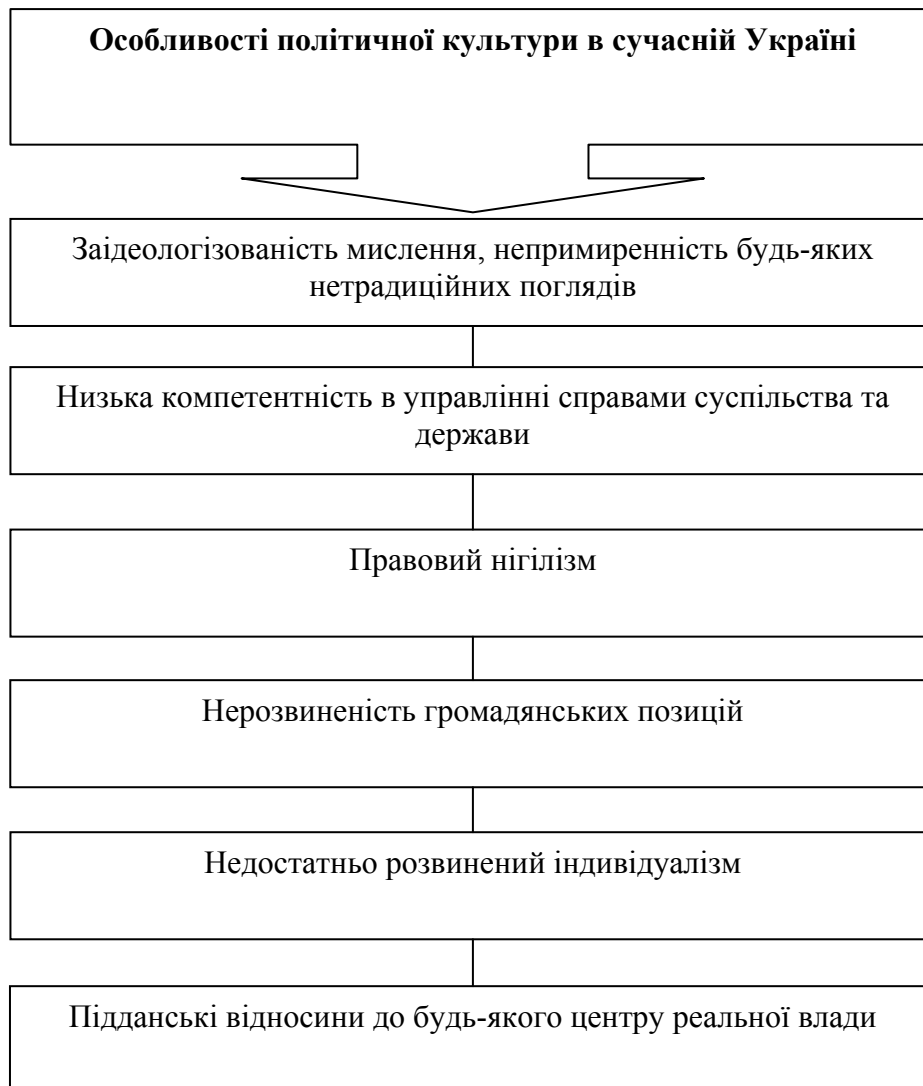 Особливості політичної культури в сучасній Україні
Заідеологізованість мислення, непримиренність будь-яких
нетрадиційних поглядів
Низька компетентність в управлінні справами суспільства та
держави
Правовий нігілізм
Нерозвиненість громадянських позицій
Недостатньо розвинений індивідуалізм
Підданські відносини до будь-якого центру реальної влади